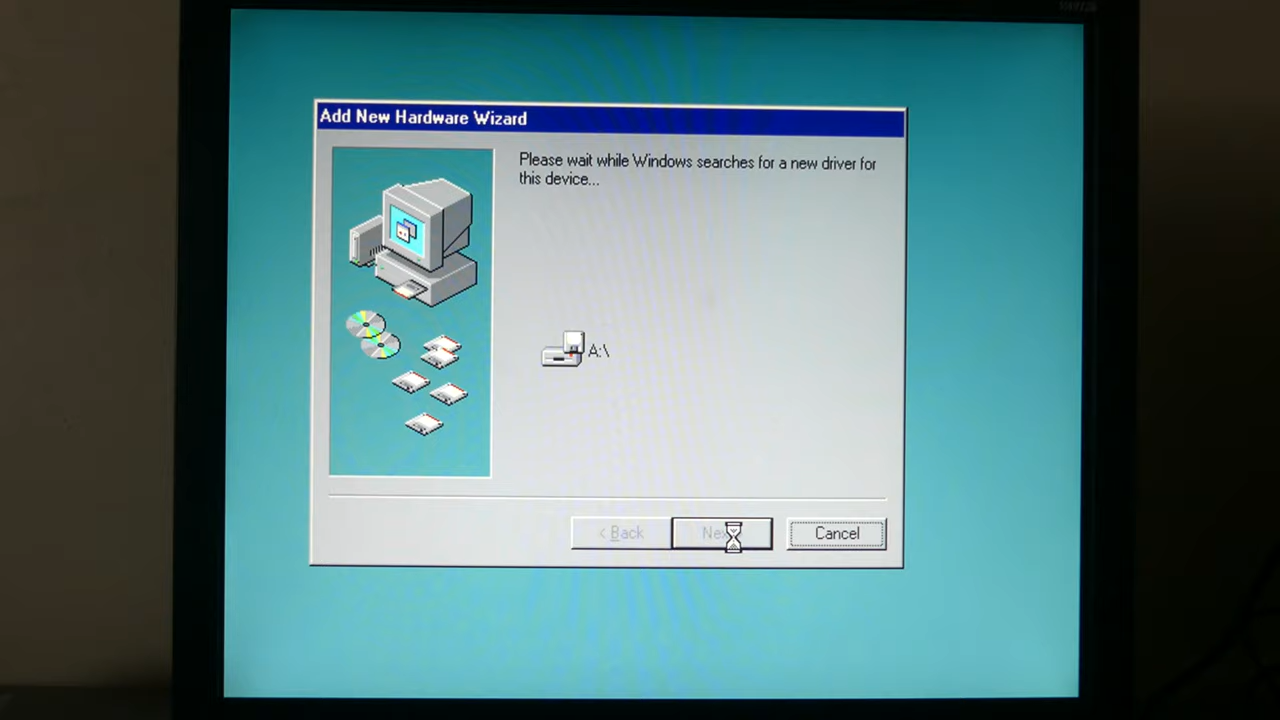 Add New Hardware Wizard
Please wait while Windows searches for a new driver for
this device...
A:\
< Back
Cancel